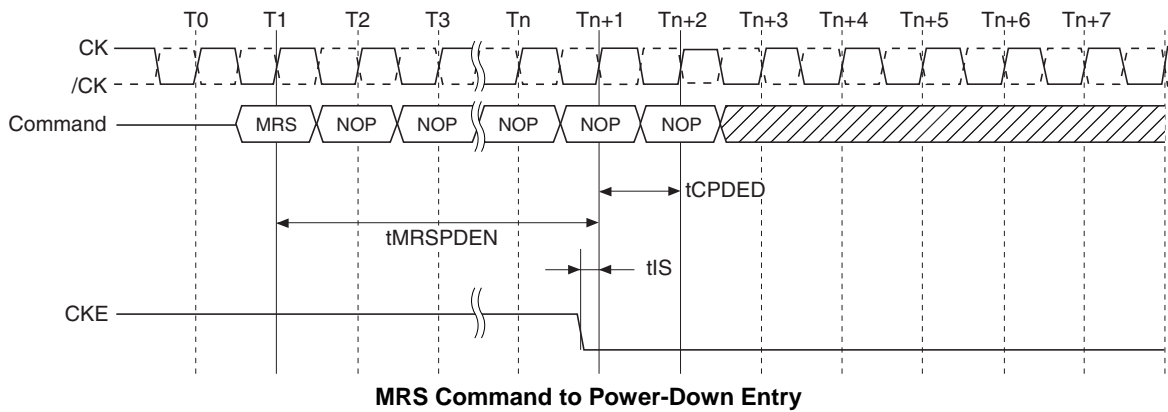 T0 T1 T2 T3 Tn Tn+1 Tn+2 Tn+3 Tn+4 Tn+5 Tn+6 Tn+7
CK
/CK
Command MRS NOP NOP NOP NOP NOP
tCPDED
tMRSPDEN
tIS
CKE
MRS Command to Power-Down Entry